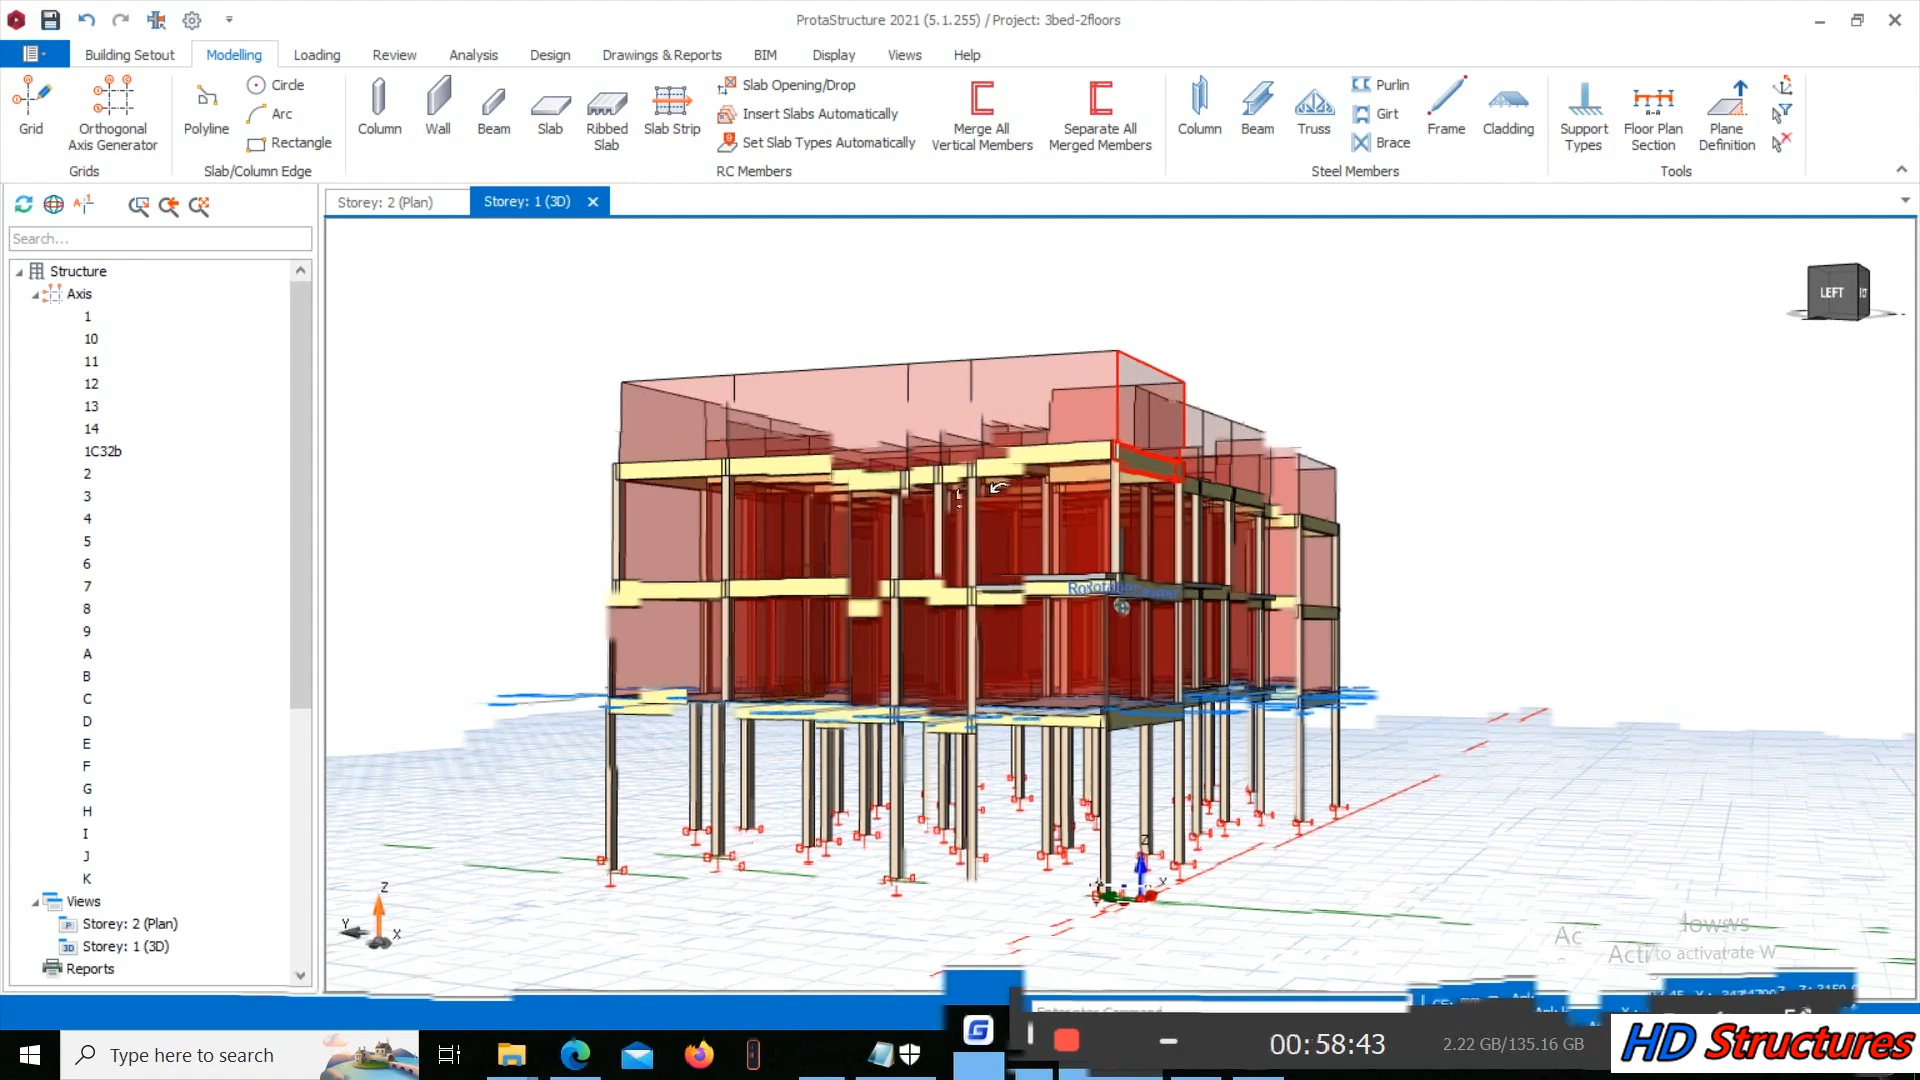 ProtaStructure 2021 (5.1.255) / Project: 3bed-2floors
Building Setout Modelling Loading Review Analysis Design Drawings & Reports BIM Display Views Help
Grid
Orthogonal Axis Generator
Grids
Polyline
Circle
Arc
Rectangle
Slab/Column Edge
Column
Wall
Beam
Slab
Ribbed Slab
Slab Strip
Slab Opening/Drop
Insert Slabs Automatically
Set Slab Types Automatically
Merge All Vertical Members
Separate All Merged Members
RC Members
Column
Beam
Truss
Purlin
Girt
Brace
Frame
Cladding
Steel Members
Support Types
Floor Plan Section
Plane Definition
Tools
Search...
Storey: 2 (Plan)
Storey: 1 (3D)
Structure
Axis
1
10
11
12
13
14
1C32b
2
3
4
5
6
7
8
9
A
B
C
D
E
F
G
H
I
J
K
Views
Storey: 2 (Plan)
Storey: 1 (3D)
Reports
LEFT
Z
Y
X
Z
X
to activate W
Type here to search
00:58:43
2.22 GB/135.16 GB
HD Structures